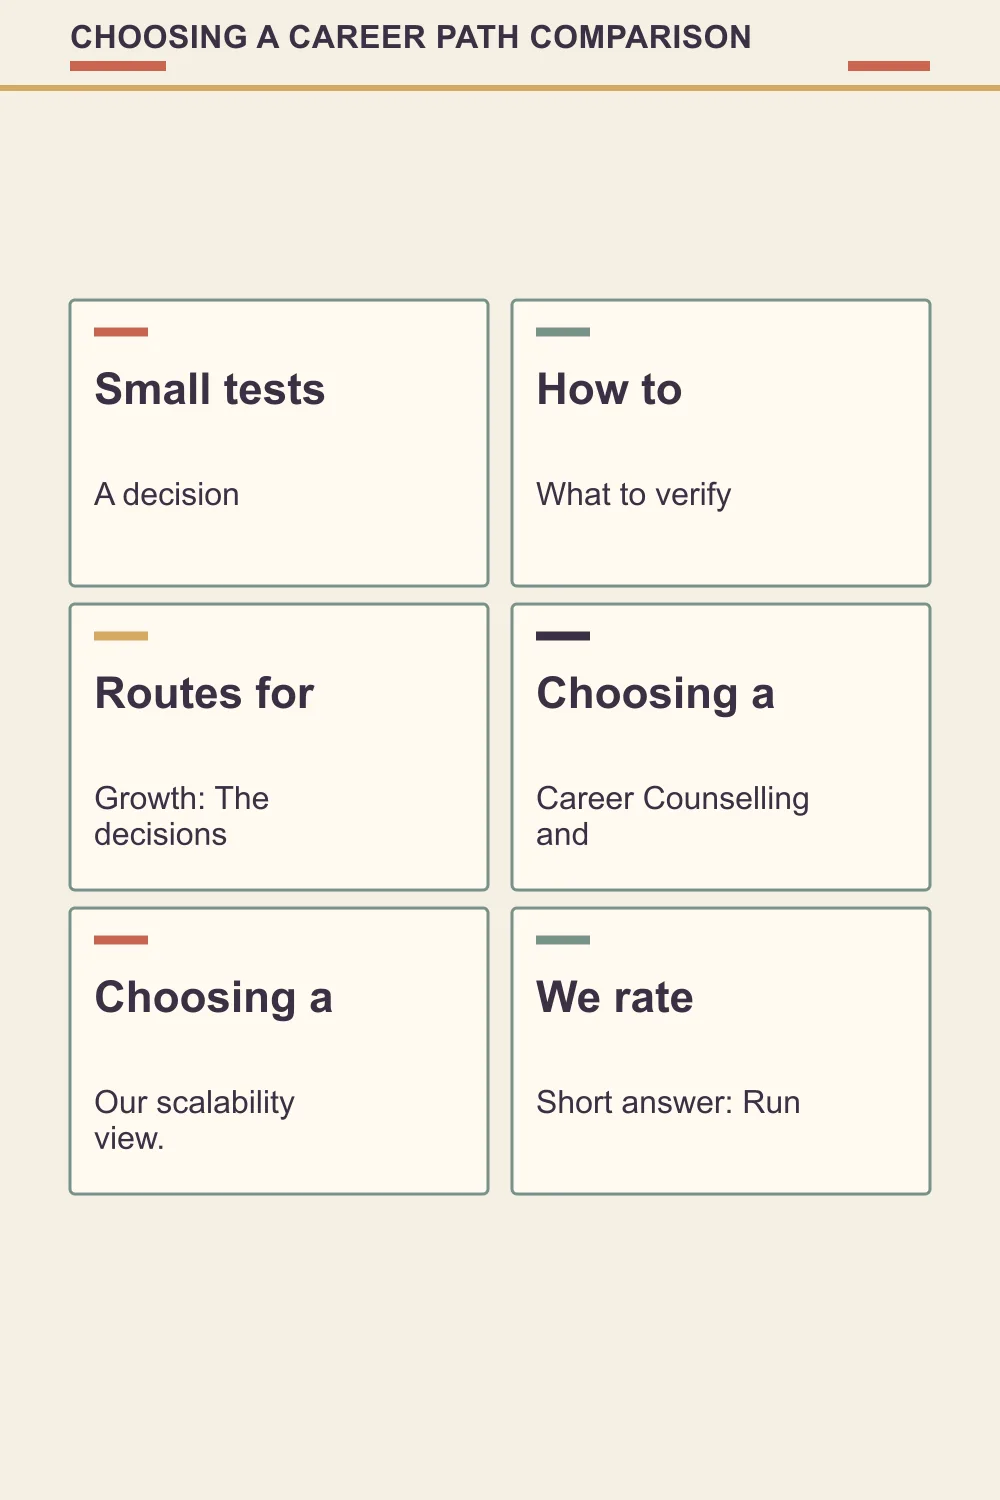 CHOOSING A CAREER PATH COMPARISON
Small tests
A decision
How to
What to verify
Routes for
Growth: The
decisions
Choosing a
Career Counselling
and
Choosing a
Our scalability
view.
We rate
Short answer: Run